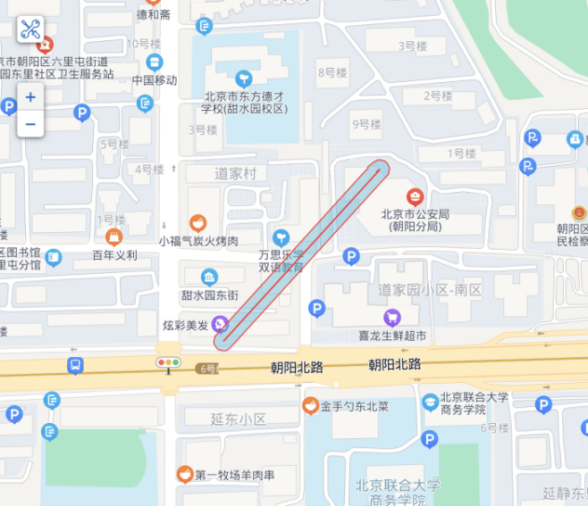 德和斋
10号楼
京市朝阳区六里屯街道
园东里社区卫生服务站
中国移动
3号楼
8号楼
2号楼
北京市东方德才
学校(甜水园校区)
+
−
3号楼
9号楼
5号楼
1号楼
4号楼
道家村
1号楼
北京市公安局
(朝阳分局)
小福气炭火烤肉
朝阳区
民检察
区图书馆
里屯分馆
百年义利
万思乐学
双语教育
甜水园东街
道家园小区-南区
炫彩美发
喜龙生鲜超市
6号
朝阳北路
朝阳北路
金手勺东北菜
北京联合大学
商务学院
延东小区
6号楼
第一牧场羊肉串
北京联合大学
商务学院
延静东